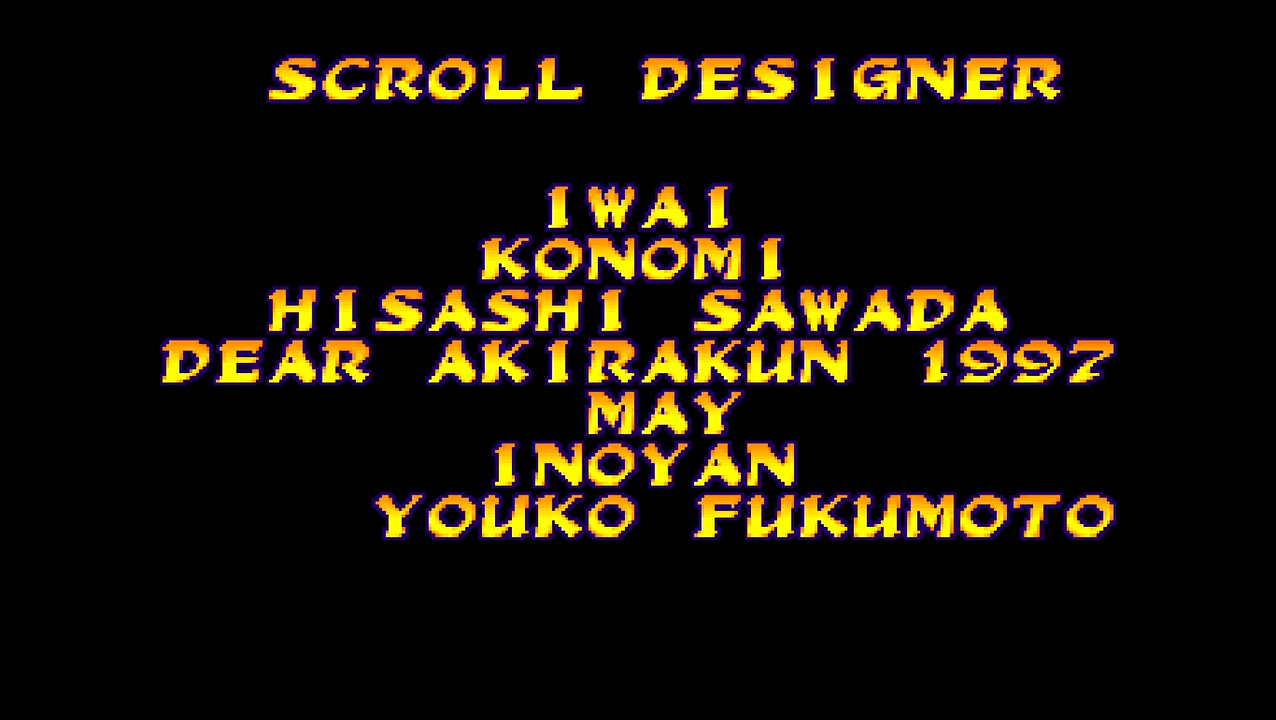 SCROLL DESIGNER
IWAI
KONOMI
HISASHI SAWADA
DEAR AKIRAKUN 1997
MAY
INOYAN
YOUKO FUKUMOTO